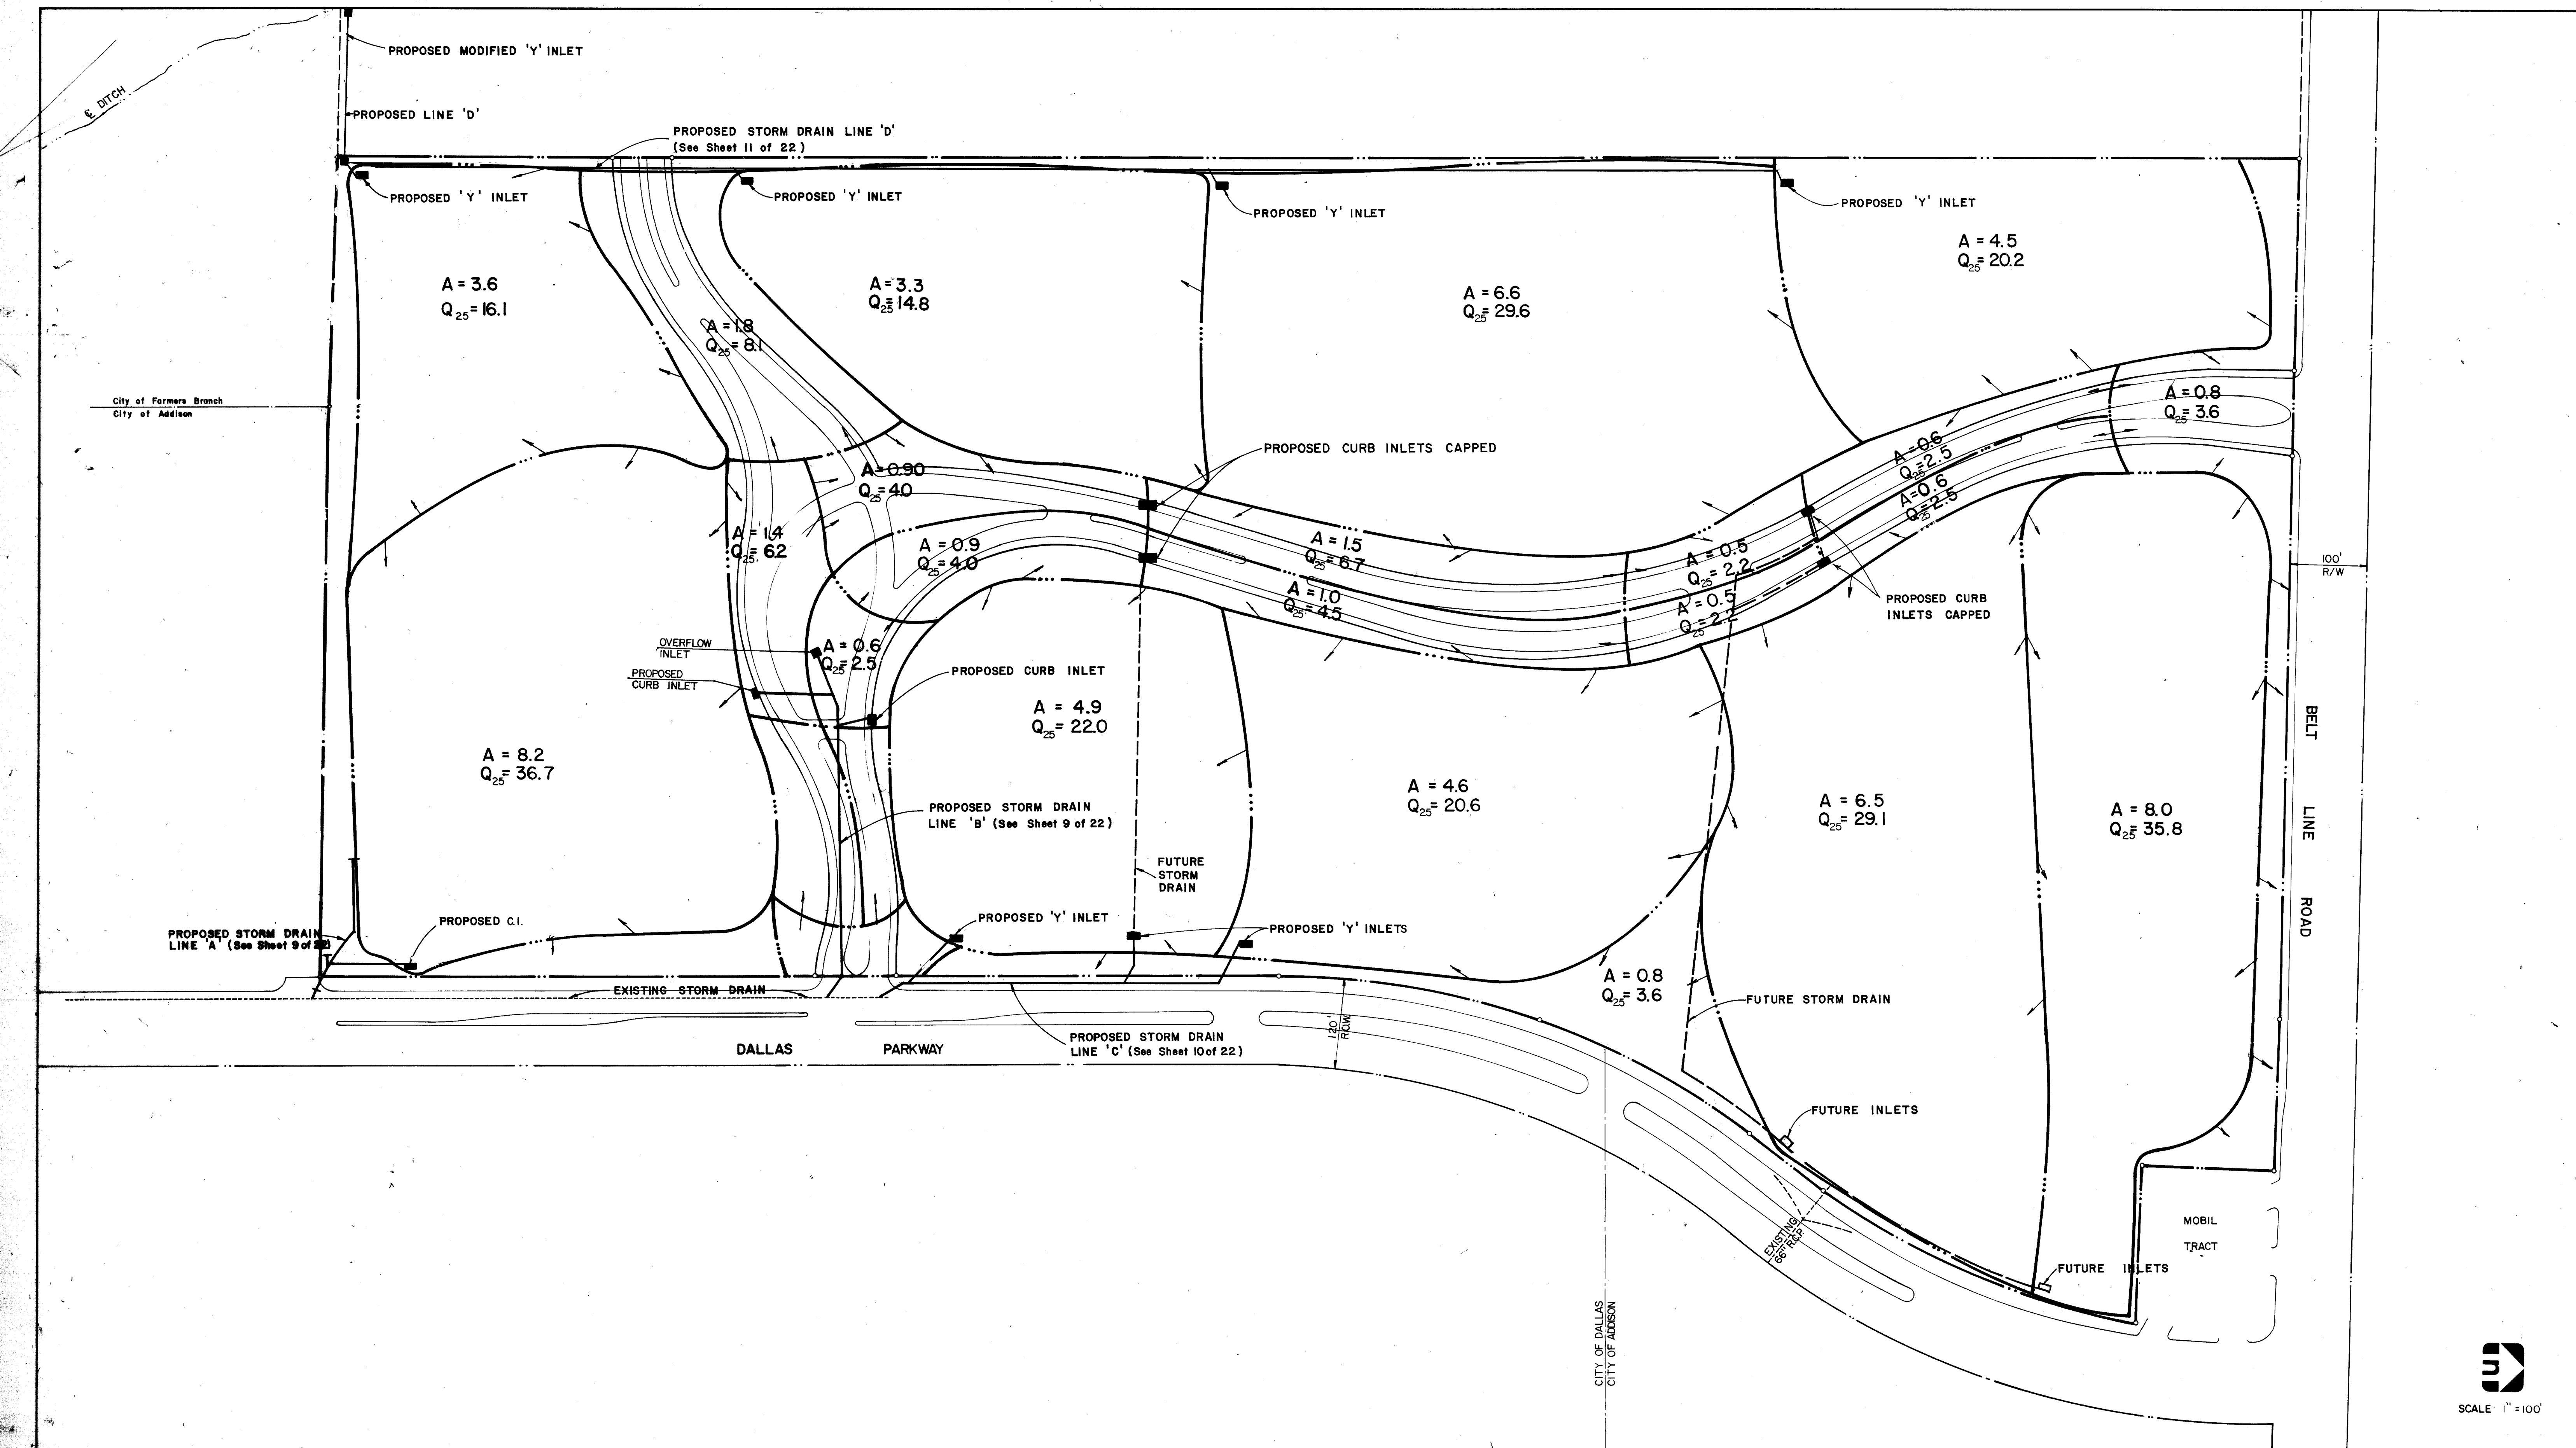 PROPOSED MODIFIED 'Y' INLET
℄ DITCH
PROPOSED LINE 'D'
PROPOSED STORM DRAIN LINE 'D'
(See Sheet 11 of 22)
PROPOSED 'Y' INLET
PROPOSED 'Y' INLET
PROPOSED 'Y' INLET
PROPOSED 'Y' INLET
A = 4.5
Q25= 20.2
A = 3.6
Q25=16.1
A=3.3
Q25=14.8
A = 6.6
Q25= 29.6
A =1.8
Q25= 8.1
City of Farmers Branch
City of Addison
A= 0.8
Q25= 3.6
PROPOSED CURB INLETS CAPPED
A=0.6
Q25=2.5
A=0.6
Q25=2.5
A=0.90
Q25=4.0
A = 1.4
Q25= 6.2
A = 0.9
Q25=4.0
A = 1.5
Q25=6.7
A = 0.5
Q25= 2.2
A = 1.0
Q25=4.5
A = 0.5
Q25=2.2
100'
R/W
PROPOSED CURB
INLETS CAPPED
OVERFLOW
INLET
A = 0.6
Q25=2.5
PROPOSED
CURB INLET
PROPOSED CURB INLET
A = 4.9
Q25= 22.0
BELT LINE ROAD
A = 8.2
Q25= 36.7
A = 4.6
Q25= 20.6
A = 6.5
Q25= 29.1
A = 8.0
Q25= 35.8
PROPOSED STORM DRAIN
LINE 'B' (See Sheet 9 of 22)
FUTURE
STORM
DRAIN
PROPOSED C.I.
PROPOSED 'Y' INLET
PROPOSED 'Y' INLETS
PROPOSED STORM DRAIN
LINE 'A' (See Sheet 9 of 22)
A = 0.8
Q25= 3.6
EXISTING STORM DRAIN
FUTURE STORM DRAIN
120'
R.O.W.
PROPOSED STORM DRAIN
LINE 'C' (See Sheet 10 of 22)
DALLAS PARKWAY
FUTURE INLETS
EXISTING
66" R.C.P.
MOBIL
TRACT
FUTURE INLETS
CITY OF DALLAS
CITY OF ADDISON
SCALE 1" = 100'